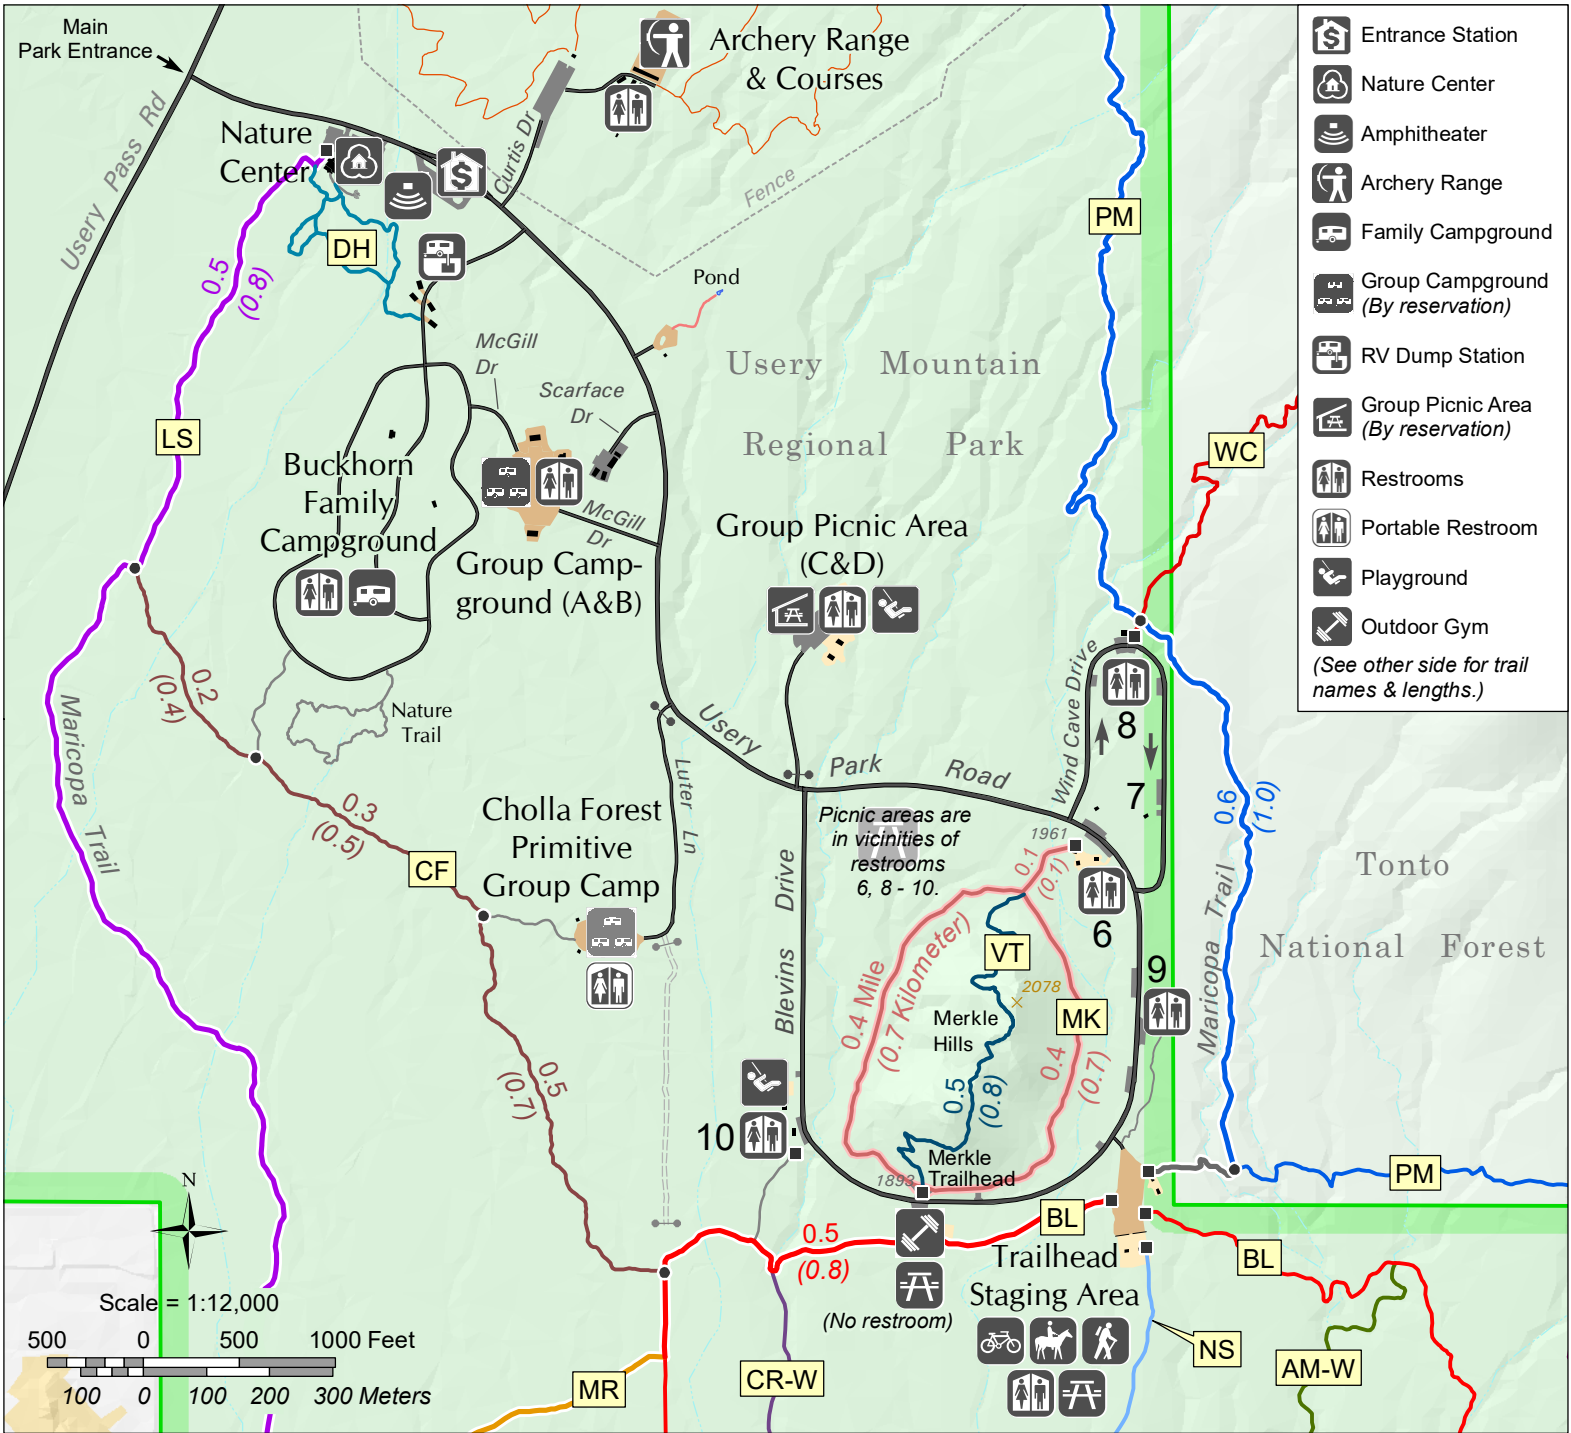 Main
Park Entrance
Usery Pass Rd
Nature
Center
Curtis Dr
Archery Range
& Courses
Fence
Pond
DH
0.5
(0.8)
LS
McGill
Dr
Scarface
Dr
McGill
Dr
Usery Mountain
Regional Park
PM
WC
Buckhorn
Family
Campground
Group Camp-
ground (A&B)
Group Picnic Area
(C&D)
Entrance Station
Nature Center
Amphitheater
Archery Range
Family Campground
Group Campground
(By reservation)
RV Dump Station
Group Picnic Area
(By reservation)
Restrooms
Portable Restroom
Playground
Outdoor Gym
(See other side for trail
names & lengths.)
0.2
(0.4)
Maricopa Trail
Nature
Trail
0.3
(0.5)
CF
Cholla Forest
Primitive
Group Camp
Luter Ln
Usery Park Road
Wind Cave Drive
8
7
Picnic areas are
in vicinities of
restrooms
6, 8 - 10.
1961
0.1
(0.1)
6
9
0.6
(1.0)
Maricopa Trail
Tonto
National Forest
Blevins Drive
VT
2078
0.4 Mile
(0.7 Kilometer)
Merkle
Hills
MK
0.4
(0.7)
0.5
(0.8)
0.5
(0.7)
10
Merkle
Trailhead
1893
N
BL
0.5
(0.8)
(No restroom)
Trailhead
Staging Area
PM
BL
NS
AM-W
CR-W
MR
Scale = 1:12,000
500 0 500 1000 Feet
100 0 100 200 300 Meters